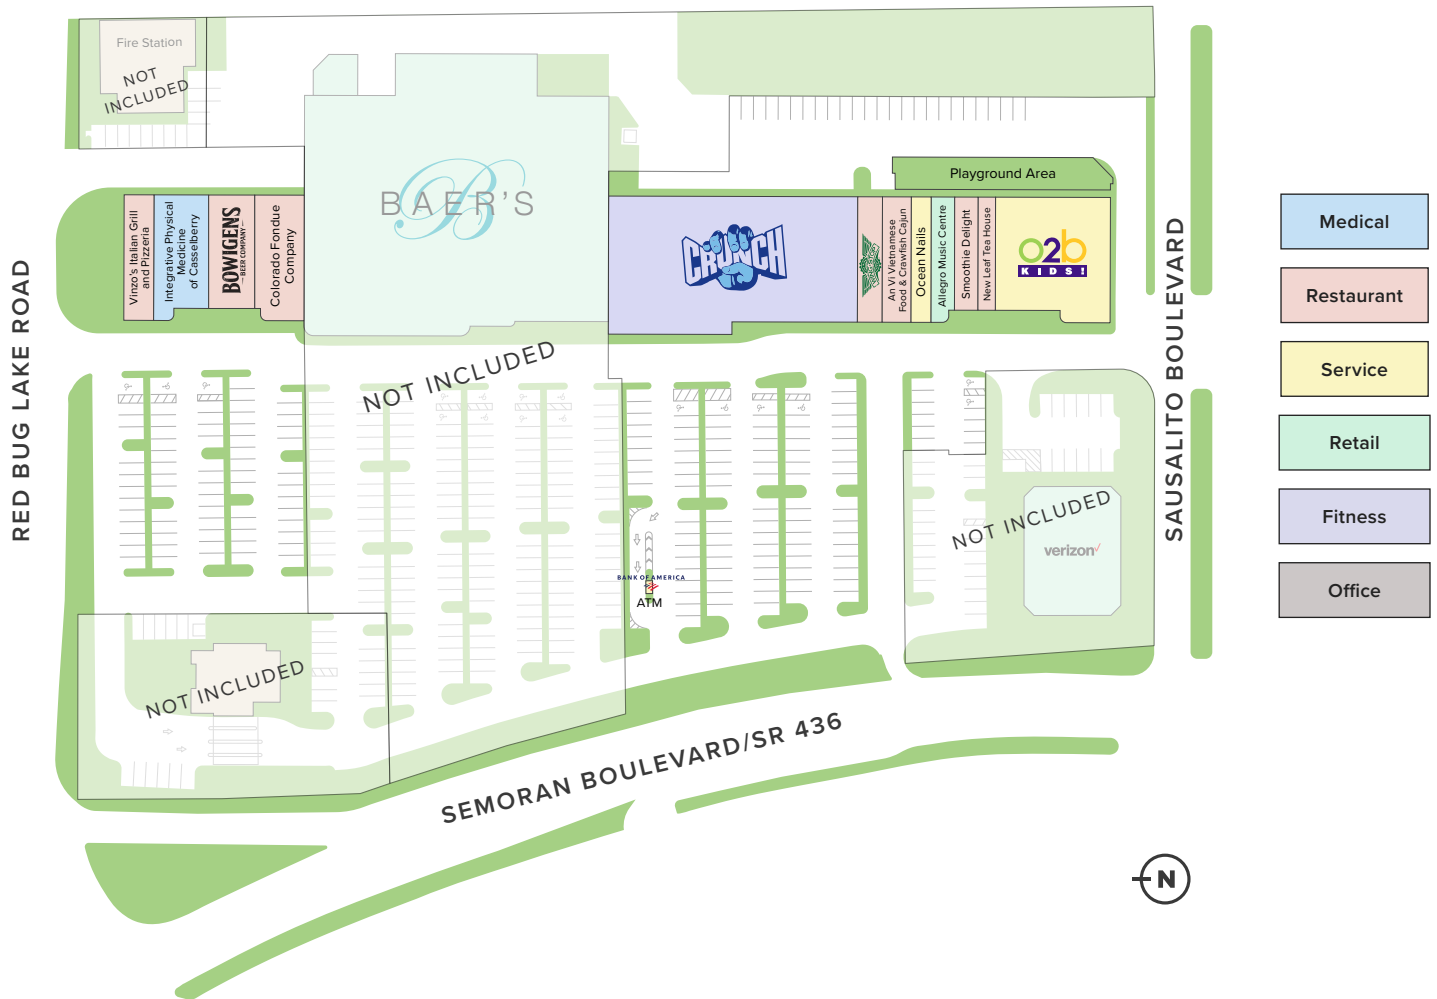 Fire Station
NOT
INCLUDED
BAER'S
B
Playground Area
Vinzo's Italian Grill
and Pizzeria
Integrative Physical
Medicine
of Casselberry
BOWIGENS
BEER COMPANY
Colorado Fondue
Company
CRUNCH
An Vi Vietnamese
Food & Crawfish Cajun
Ocean Nails
Allegro Music Centre
Smoothie Delight
New Leaf Tea House
o2b
KIDS!
Medical
Restaurant
Service
Retail
Fitness
Office
RED BUG LAKE ROAD
SAUSALITO BOULEVARD
NOT INCLUDED
NOT INCLUDED
verizon
BANK OF AMERICA
ATM
NOT INCLUDED
SEMORAN BOULEVARD/SR 436
N